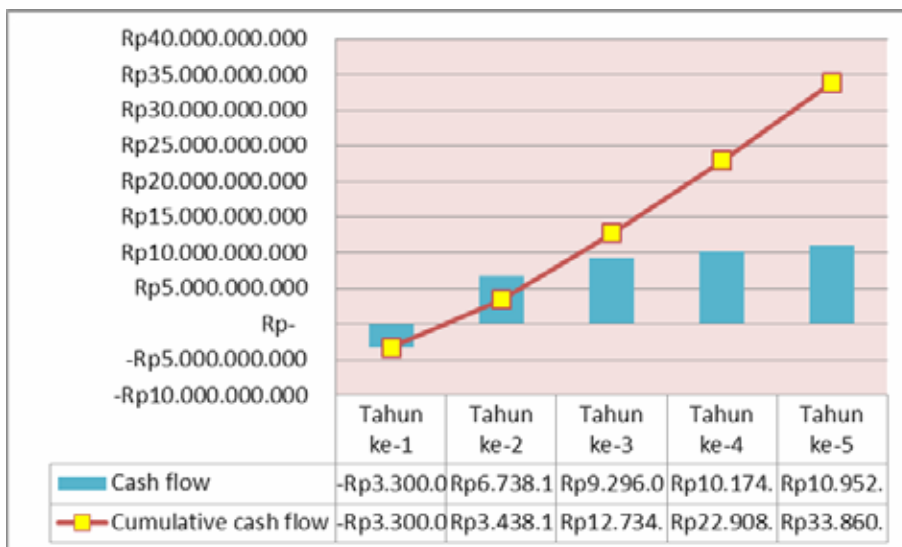 Rp40.000.000.000
Rp35.000.000.000
Rp30.000.000.000
Rp25.000.000.000
Rp20.000.000.000
Rp15.000.000.000
Rp10.000.000.000
Rp5.000.000.000
Rp-
-Rp5.000.000.000
-Rp10.000.000.000
Tahun ke-1 Tahun ke-2 Tahun ke-3 Tahun ke-4 Tahun ke-5
Cash flow -Rp3.300.0 Rp6.738.1 Rp9.296.0 Rp10.174. Rp10.952.
Cumulative cash flow -Rp3.300.0 Rp3.438.1 Rp12.734. Rp22.908. Rp33.860.